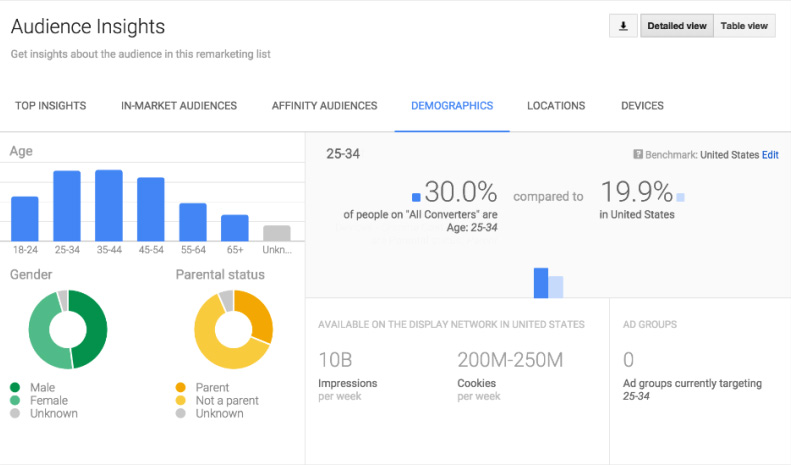 Audience Insights
Detailed view
Table view
Get insights about the audience in this remarketing list
TOP INSIGHTS
IN-MARKET AUDIENCES
AFFINITY AUDIENCES
DEMOGRAPHICS
LOCATIONS
DEVICES
Age
18-24
25-34
35-44
45-54
55-64
65+
Unkn...
Gender
Male
Female
Unknown
Parental status
Parent
Not a parent
Unknown
25-34
? Benchmark: United States Edit
30.0%
of people on "All Converters" are
Age: 25-34
compared to
19.9%
in United States
AVAILABLE ON THE DISPLAY NETWORK IN UNITED STATES
10B
Impressions
per week
200M-250M
Cookies
per week
AD GROUPS
0
Ad groups currently targeting
25-34